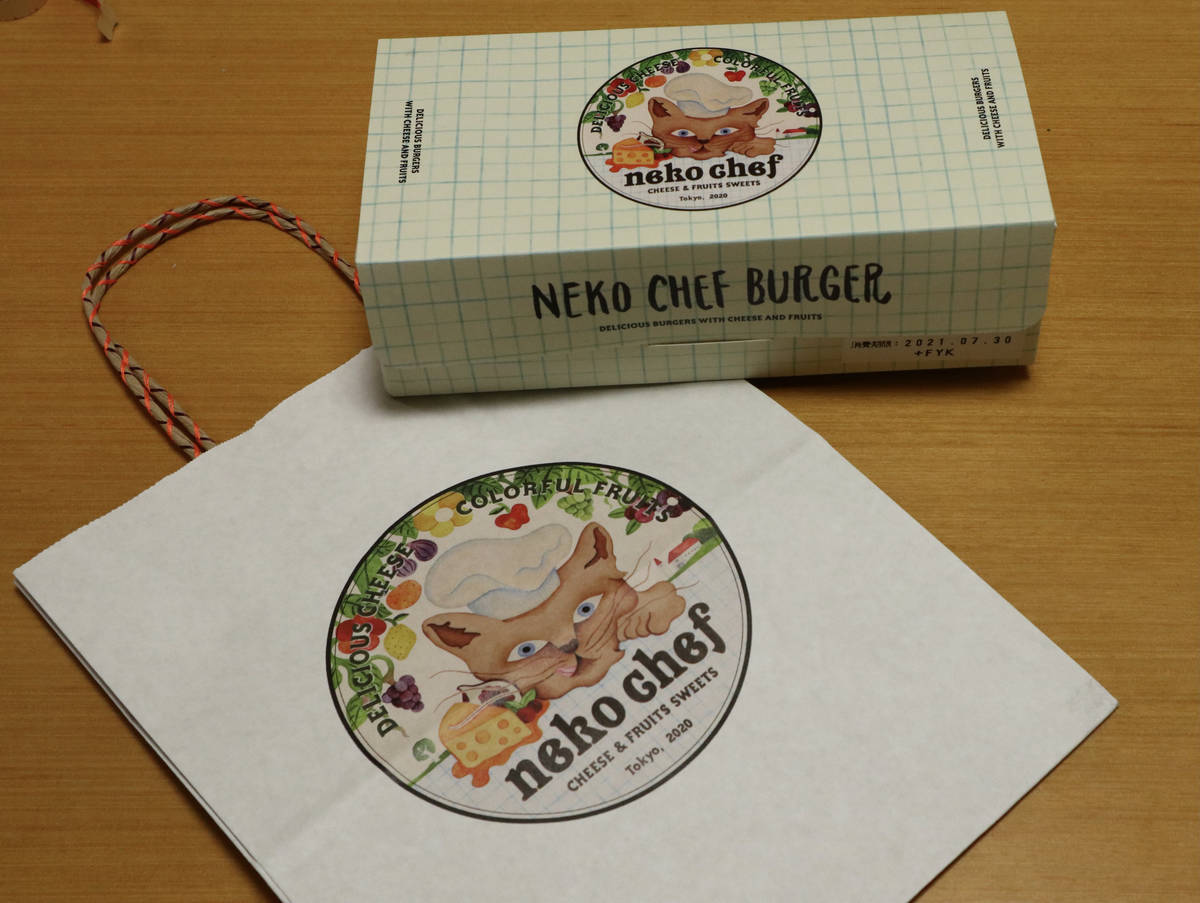 DELICIOUS CHEESE
COLORFUL FRUITS
neko chef
CHEESE & FRUITS SWEETS
Tokyo, 2020
DELICIOUS BURGERS
WITH CHEESE AND FRUITS
DELICIOUS BURGERS
WITH CHEESE AND FRUITS
NEKO CHEF BURGER
DELICIOUS BURGERS WITH CHEESE AND FRUITS
消費期限:2021.07.30
+FYK
DELICIOUS CHEESE
COLORFUL FRUITS
neko chef
CHEESE & FRUITS SWEETS
Tokyo, 2020